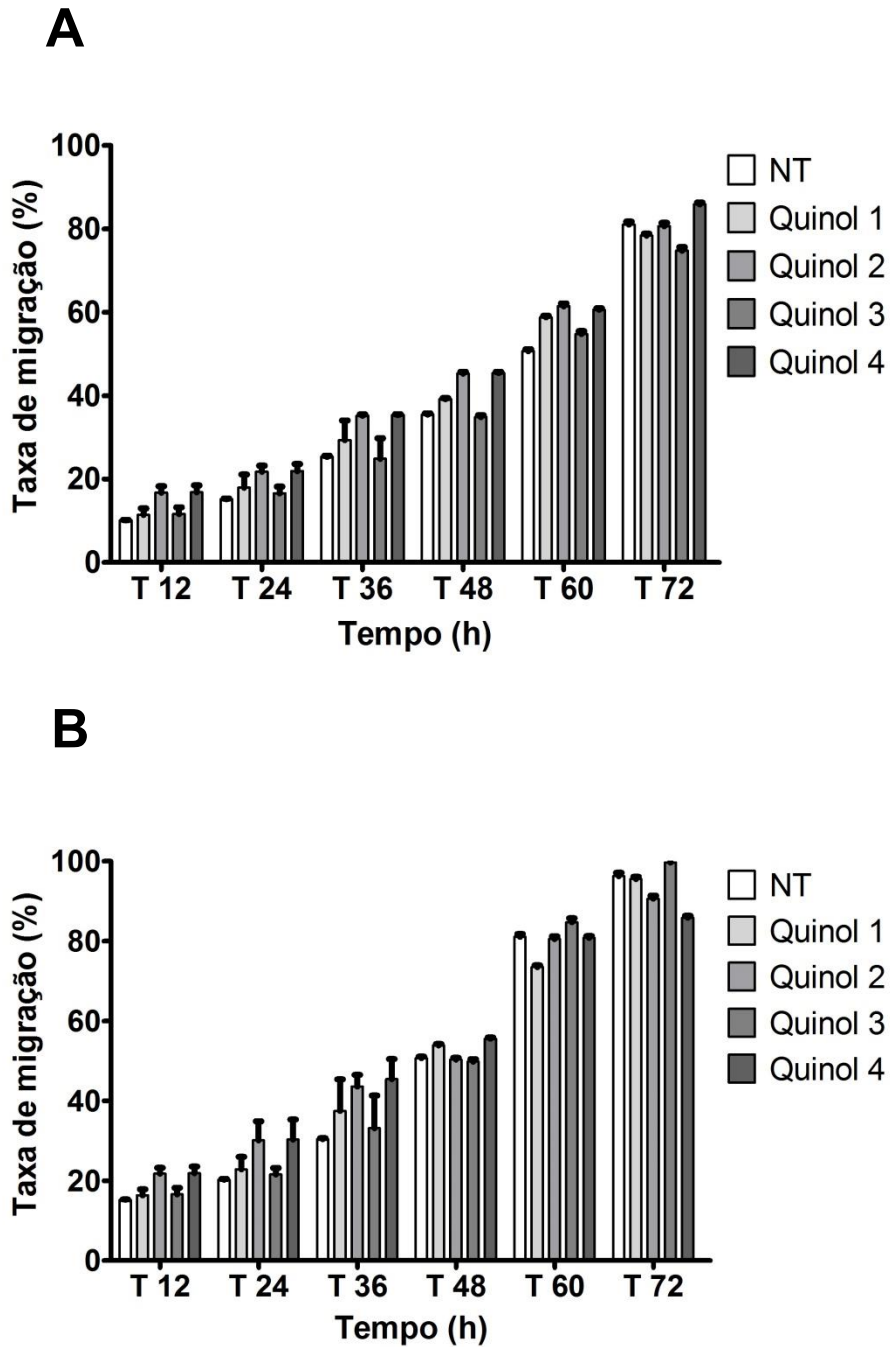 A
100
80
60
40
20
0
Taxa de migração (%)
T 12 T 24 T 36 T 48 T 60 T 72
Tempo (h)
NT
Quinol 1
Quinol 2
Quinol 3
Quinol 4
B
100
80
60
40
20
0
Taxa de migração (%)
T 12 T 24 T 36 T 48 T 60 T 72
Tempo (h)
NT
Quinol 1
Quinol 2
Quinol 3
Quinol 4